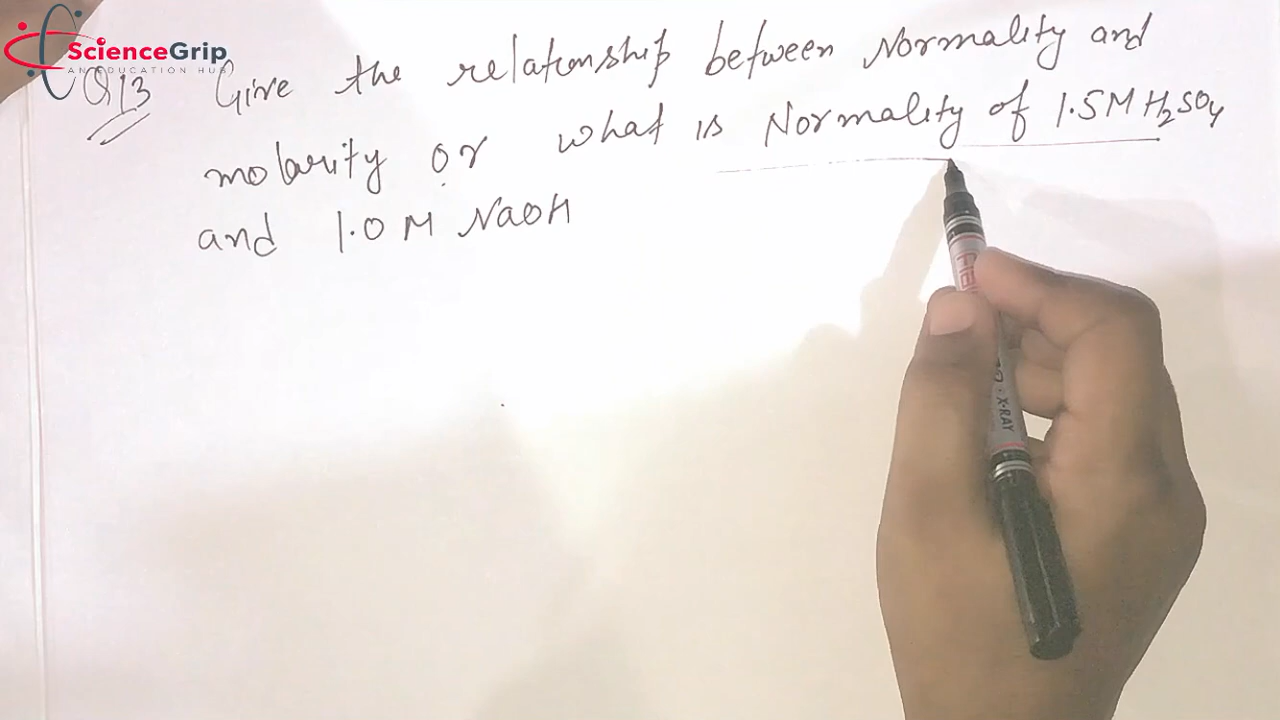 ScienceGrip
AN EDUCATION HUB
Q13 Give the relationship between Normality and
molarity or what is Normality of 1.5M H2SO4
and 1.0 M NaOH
X-RAY